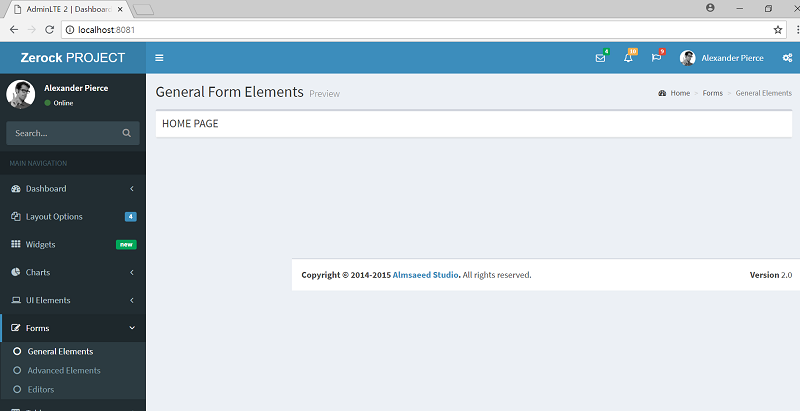 AdminLTE 2 | Dashboard
localhost:8081
Zerock PROJECT
4
10
9
Alexander Pierce
Alexander Pierce
Online
General Form Elements Preview
Home > Forms > General Elements
Search...
HOME PAGE
MAIN NAVIGATION
Dashboard
Layout Options 4
Widgets new
Charts
UI Elements
Forms
General Elements
Advanced Elements
Editors
Copyright © 2014-2015 Almsaeed Studio. All rights reserved.
Version 2.0